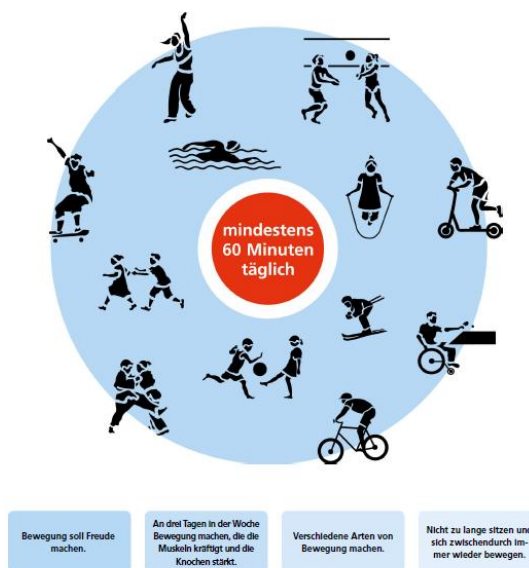 mindestens
60 Minuten
täglich
Bewegung soll Freude
machen.
An drei Tagen in der Woche
Bewegung machen, die die
Muskeln kräftigt und die
Knochen stärkt.
Verschiedene Arten von
Bewegung machen.
Nicht zu lange sitzen und
sich zwischendurch im-
mer wieder bewegen.